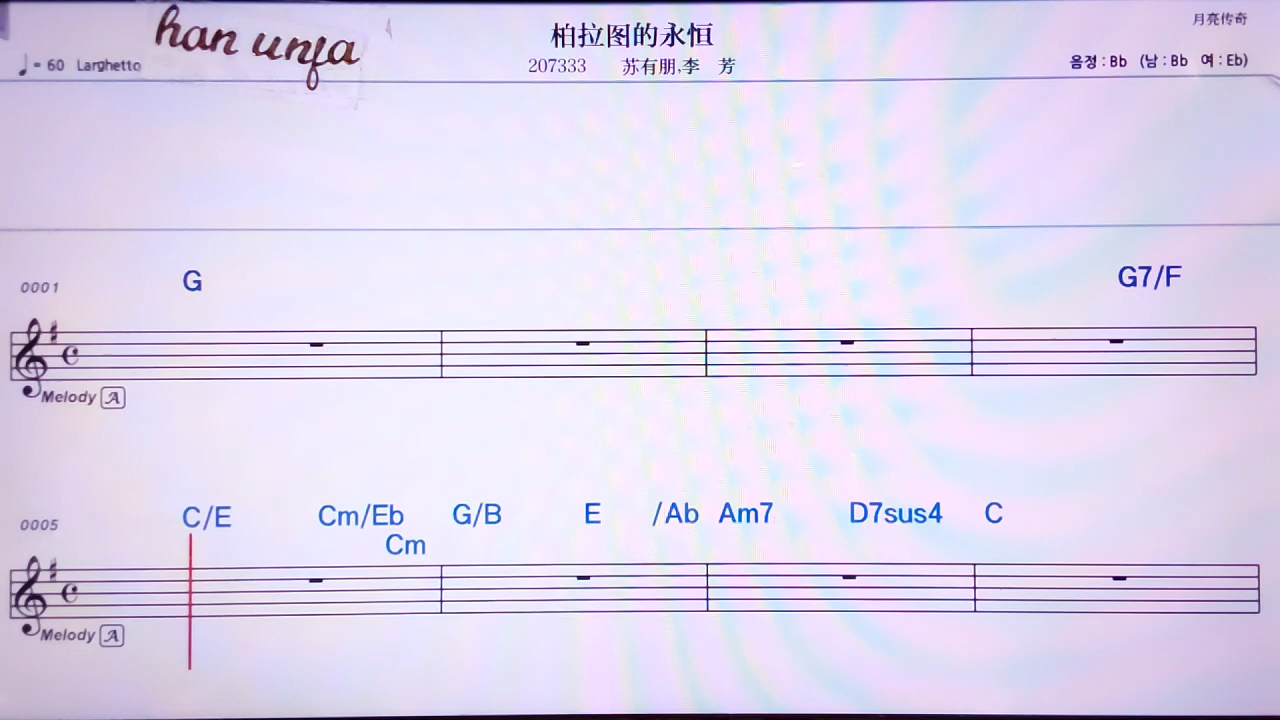 han unfa
柏拉图的永恒
月亮传奇
♩= 60 Larghetto
207333 苏有朋,李 芳
음정 : Bb (남 : Bb 여 : Eb)
0001 G G7/F
Melody A
0005 C/E Cm/Eb G/B E /Ab Am7 D7sus4 C
Cm
Melody A